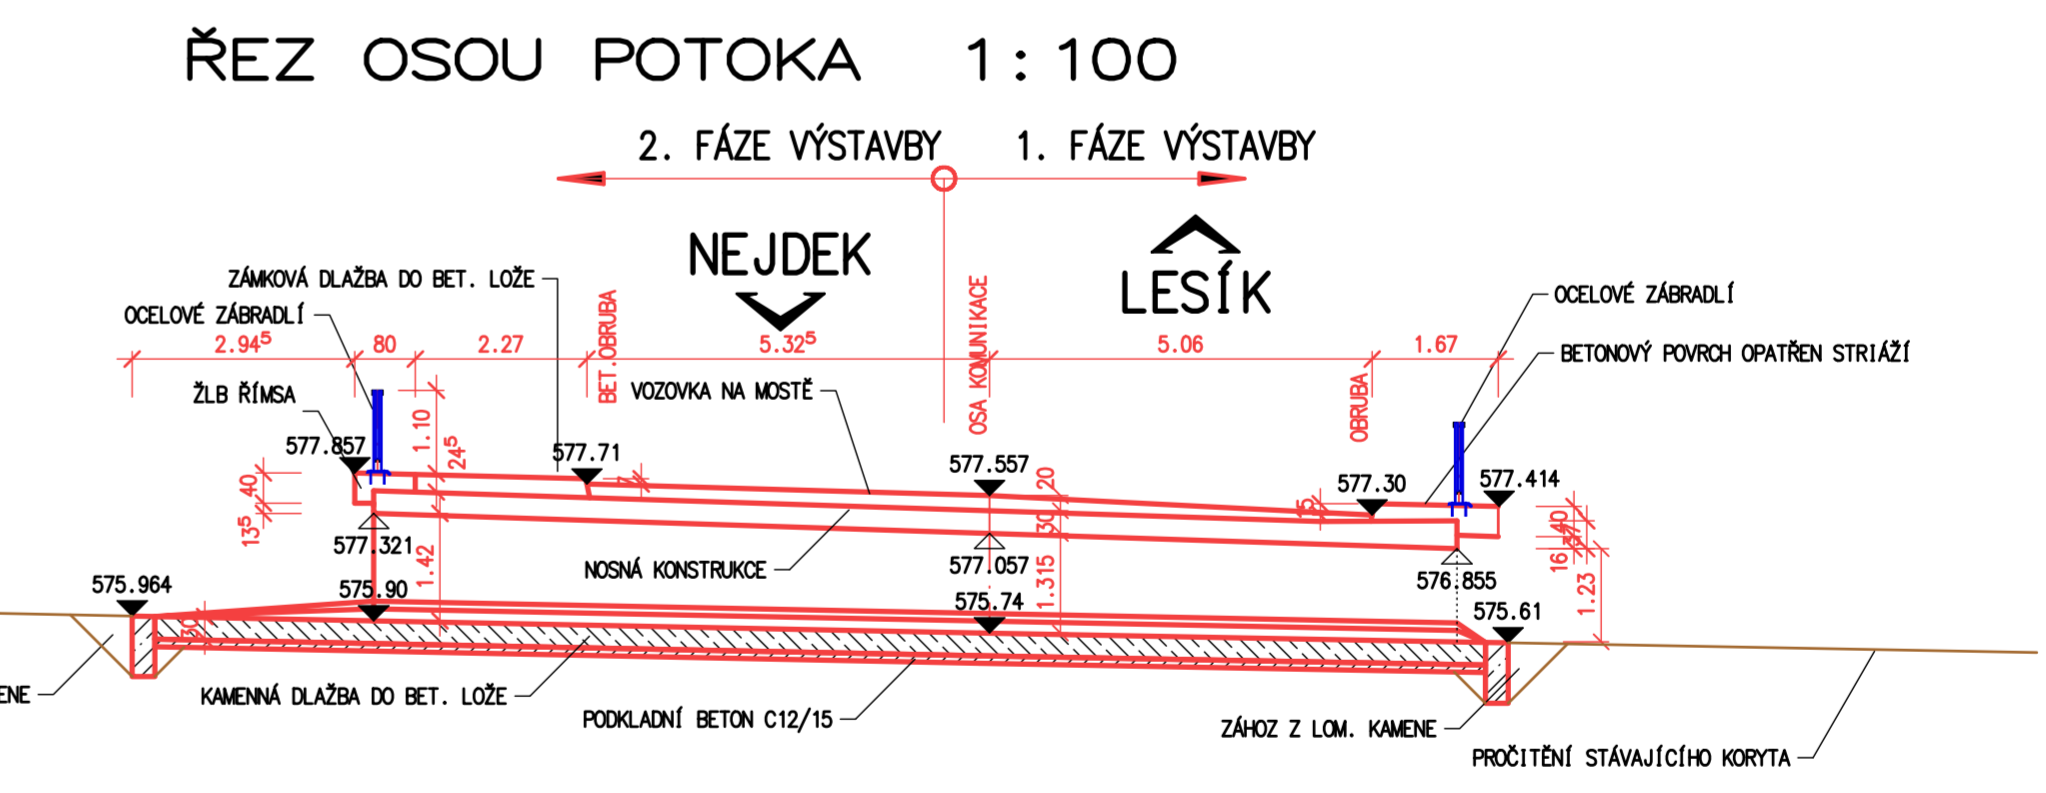 ŘEZ OSOU POTOKA 1:100
2. FÁZE VÝSTAVBY 1. FÁZE VÝSTAVBY
NEJDEK
LESÍK
ZÁMKOVÁ DLAŽBA DO BET. LOŽE
OCELOVÉ ZÁBRADLÍ
OCELOVÉ ZÁBRADLÍ
BET.OBRUBA
OSA KOMUNIKACE
2.94⁵ 80 2.27 5.32⁵ 5.06 1.67
BETONOVÝ POVRCH OPATŘEN STRIÁŽÍ
ŽLB ŘÍMSA
VOZOVKA NA MOSTĚ
OBRUBA
1.10
24⁵
577.857
577.71
577.557
20
577.30
577.414
40
7
15
40
13⁵
577.321
30
16
1.42
NOSNÁ KONSTRUKCE
577.057
1.315
576.855
1.23
575.964
575.90
575.74
575.61
30
ENE
KAMENNÁ DLAŽBA DO BET. LOŽE
PODKLADNÍ BETON C12/15
ZÁHOZ Z LOM. KAMENE
PROČITĚNÍ STÁVAJÍCÍHO KORYTA